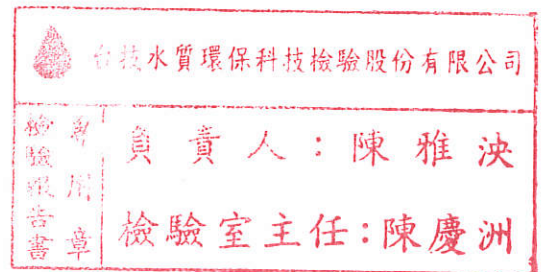 台技水質環保科技檢驗股份有限公司
檢驗報告書
專用章
負責人：陳雅泱
檢驗室主任：陳慶洲